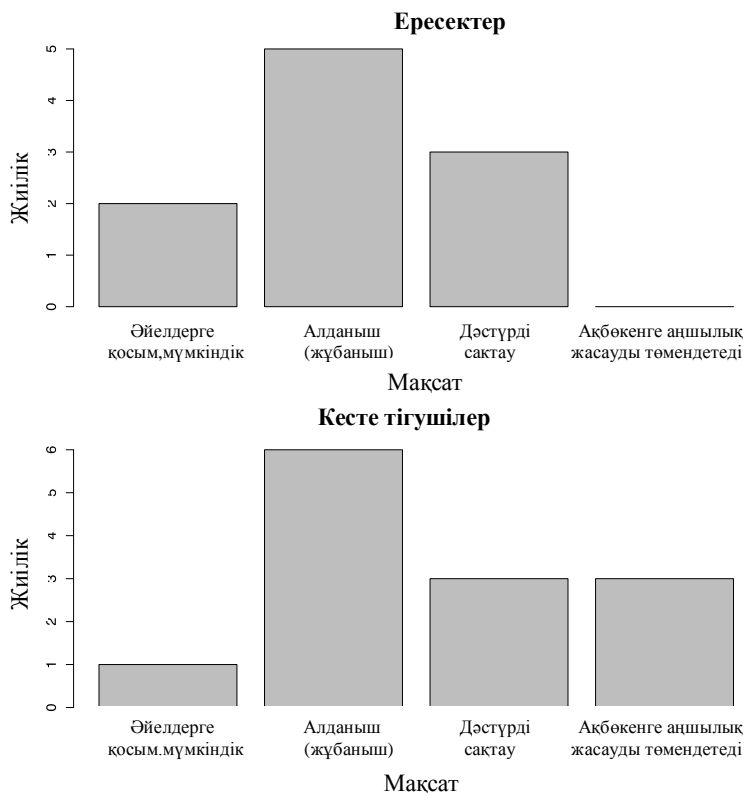 Ересектер
Жиілік
5
4
3
2
1
0
Әйелдерге қосым,мүмкіндік
Алданыш (жұбаныш)
Дәстүрді сактау
Ақбөкенге аңшылық жасауды төмендетеді
Мақсат
Кесте тігушілер
Жиілік
6
5
4
3
2
1
0
Әйелдерге қосым.мүмкіндік
Алданыш (жұбаныш)
Дәстүрді сақтау
Ақбөкенге аңшылық жасауды төмендетеді
Мақсат